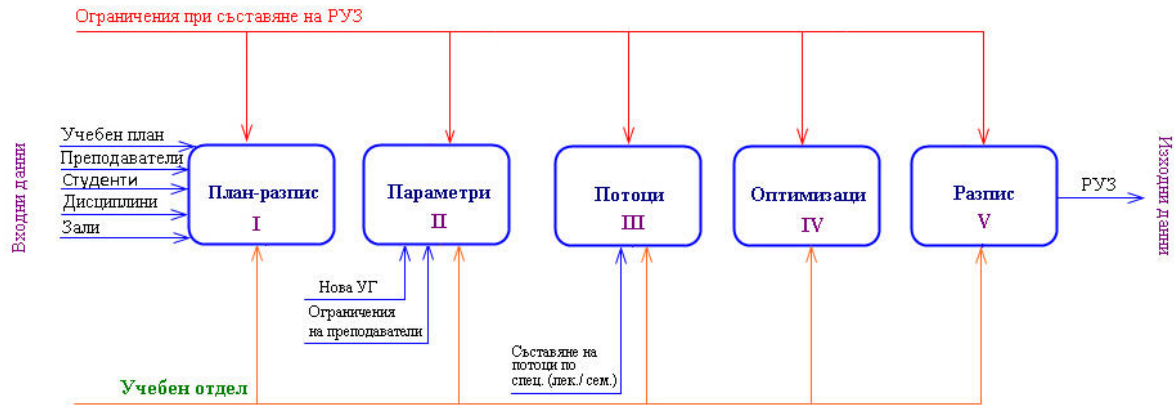 Ограничения при съставяне на РУЗ
Входни данни
Учебен план
Преподаватели
Студенти
Дисциплини
Зали
План-разпис
I
Параметри
II
Потоци
III
Оптимизаци
IV
Разпис
V
РУЗ
Изходни данни
Нова УГ
Ограничения
на преподаватели
Съставяне на
потоци по
спец. (лек./ сем.)
Учебен отдел